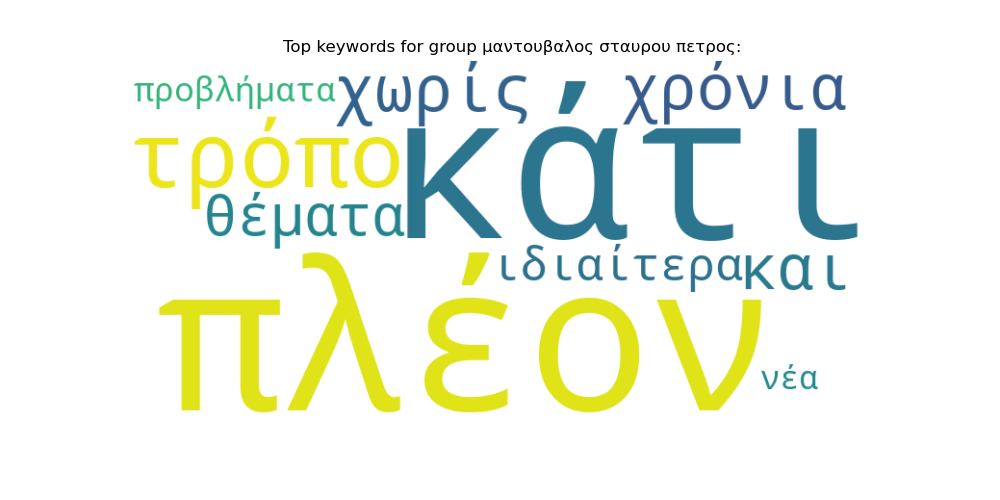 Top keywords for group μαντουβαλος σταυρου πετρος:
προβλήματα χωρίς χρόνια
τρόπο κάτι
θέματα
ιδιαίτερα και
πλέον νέα